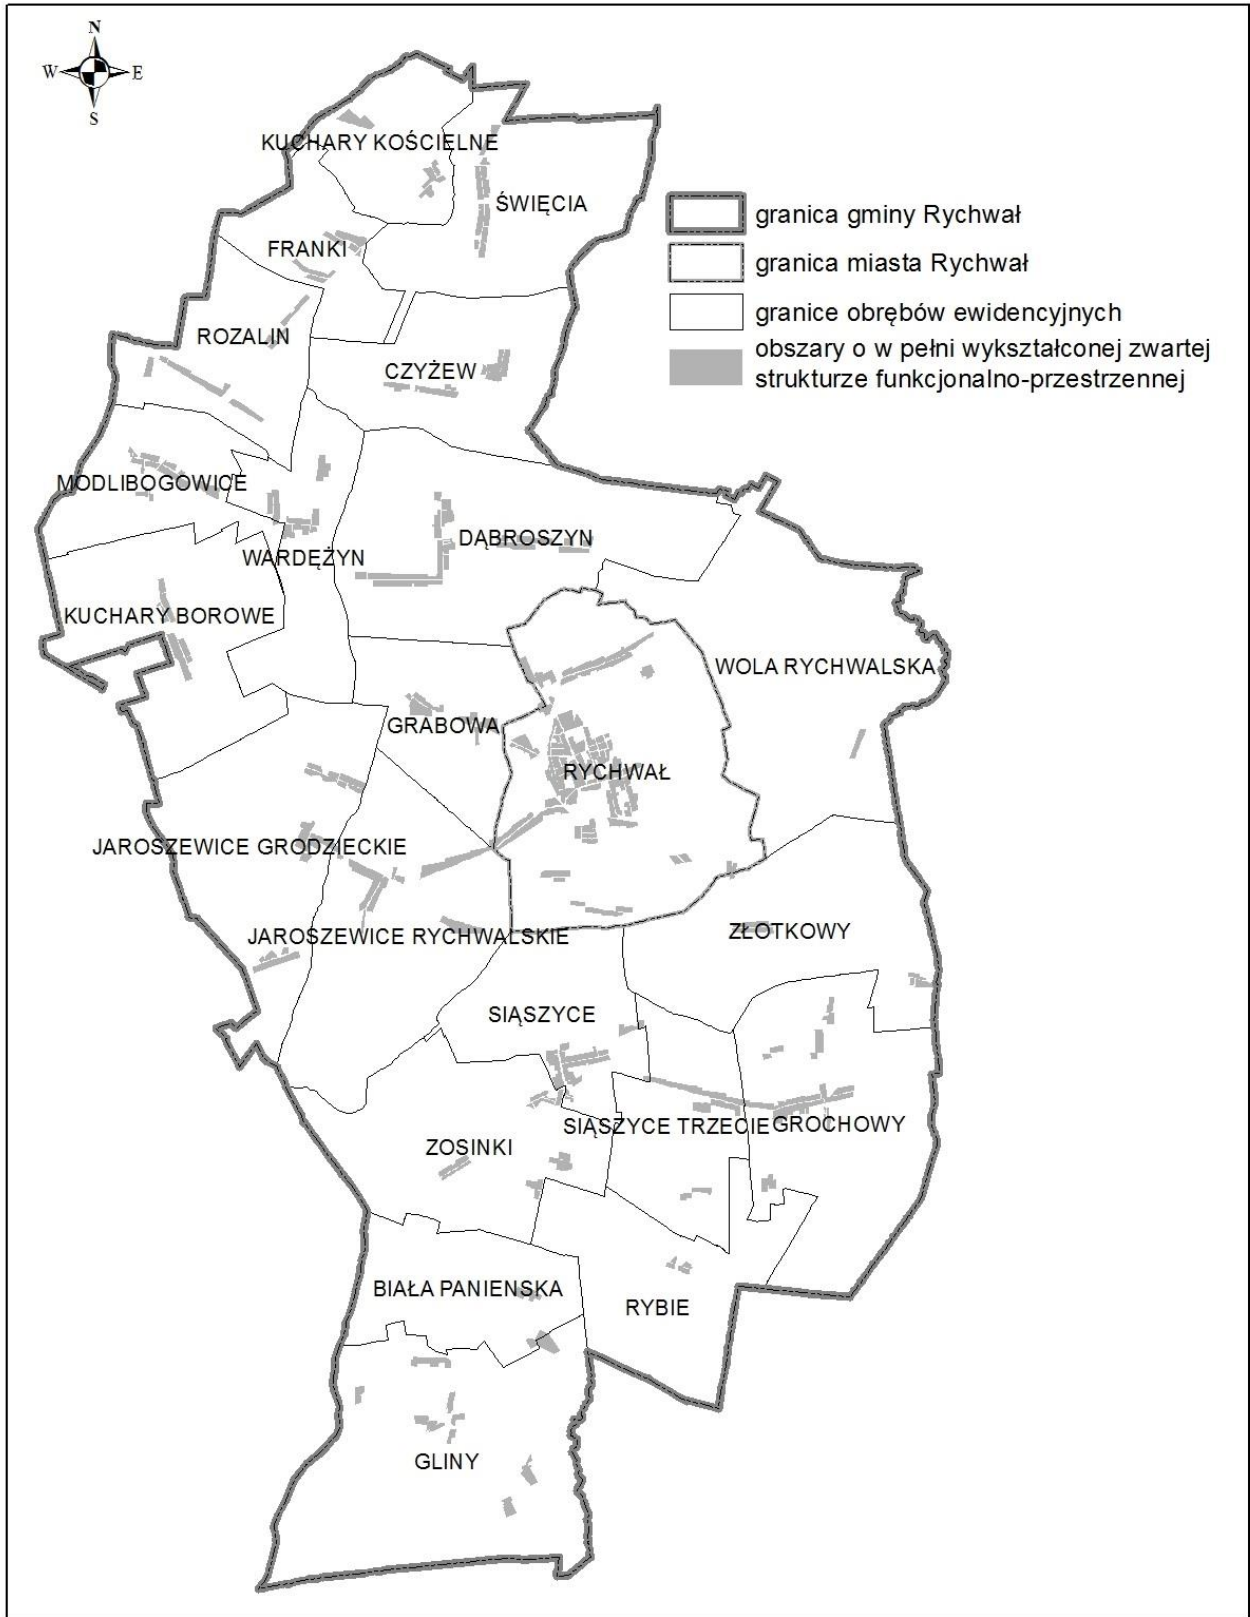 N
W E
S
KUCHARY KOŚCIELNE
ŚWIĘCIA
granica gminy Rychwał
FRANKI
granica miasta Rychwał
granice obrębów ewidencyjnych
ROZALIN
obszary o w pełni wykształconej zwartej
strukturze funkcjonalno-przestrzennej
CZYŻEW
MODLIBOGOWICE
DĄBROSZYN
WARDĘŻYN
KUCHARY BOROWE
WOLA RYCHWALSKA
GRABOWA
RYCHWAŁ
JAROSZEWICE GRODZIECKIE
ZŁOTKOWY
JAROSZEWICE RYCHWALSKIE
SIĄSZYCE
SIĄSZYCE TRZECIE
GROCHOWY
ZOSINKI
BIAŁA PANIENSKA
RYBIE
GLINY